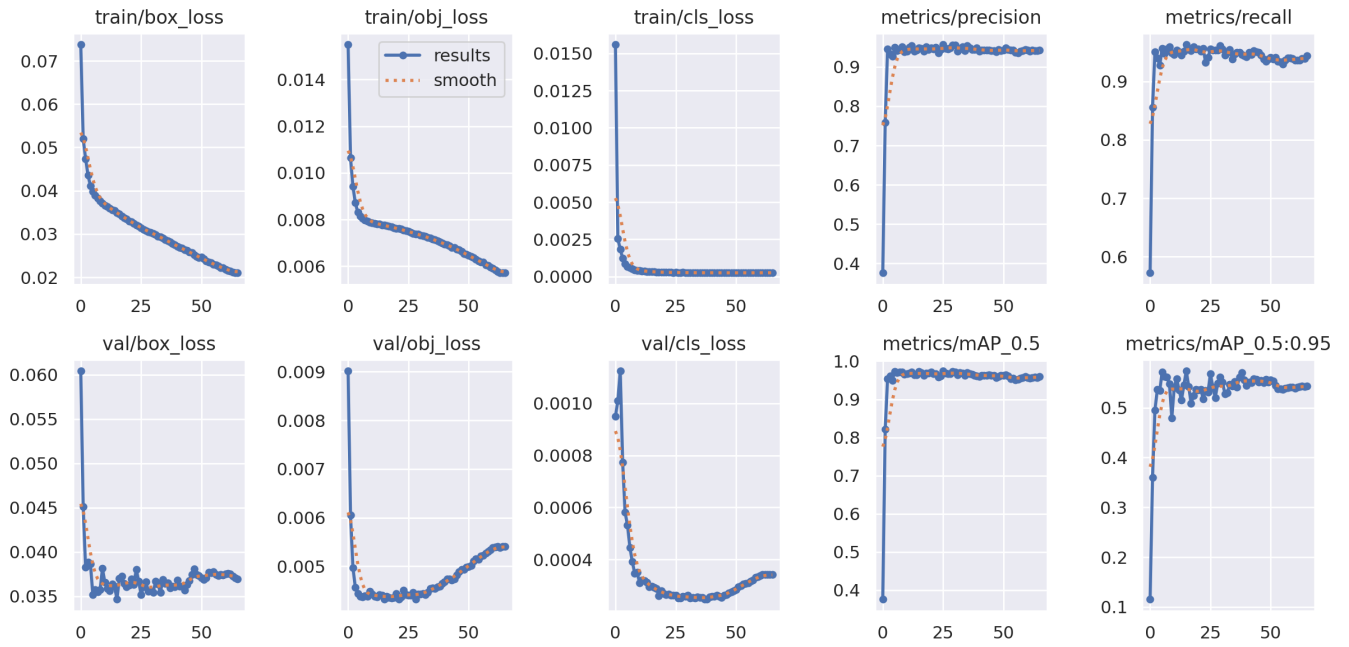 train/box_loss
0.07
0.06
0.05
0.04
0.03
0.02
0 25 50
train/obj_loss
results
smooth
0.014
0.012
0.010
0.008
0.006
0 25 50
train/cls_loss
0.0150
0.0125
0.0100
0.0075
0.0050
0.0025
0.0000
0 25 50
metrics/precision
0.9
0.8
0.7
0.6
0.5
0.4
0 25 50
metrics/recall
0.9
0.8
0.7
0.6
0 25 50
val/box_loss
0.060
0.055
0.050
0.045
0.040
0.035
0 25 50
val/obj_loss
0.009
0.008
0.007
0.006
0.005
0 25 50
val/cls_loss
0.0010
0.0008
0.0006
0.0004
0 25 50
metrics/mAP_0.5
1.0
0.9
0.8
0.7
0.6
0.5
0.4
0 25 50
metrics/mAP_0.5:0.95
0.5
0.4
0.3
0.2
0.1
0 25 50